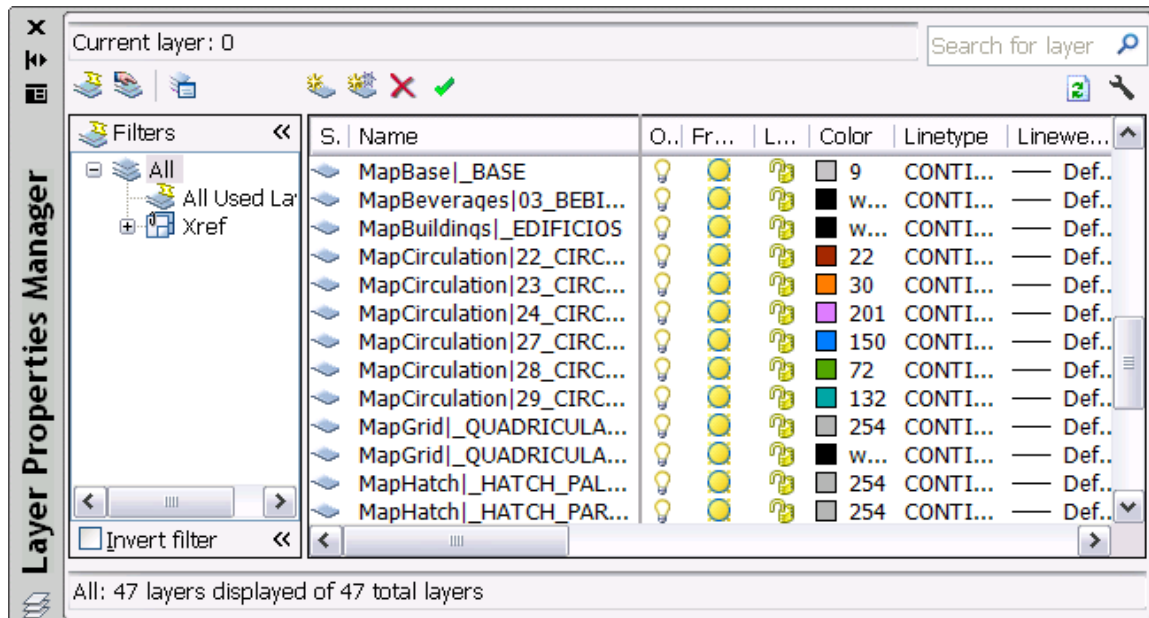 Current layer: 0
Search for layer
Layer Properties Manager
Filters
All
All Used La
Xref
Invert filter
S. Name O.. Fr... L... Color Linetype Linewe...
MapBase|_BASE 9 CONTI... Def..
MapBeverages|03_BEBI... w... CONTI... Def..
MapBuildings|_EDIFICIOS w... CONTI... Def..
MapCirculation|22_CIRC... 22 CONTI... Def..
MapCirculation|23_CIRC... 30 CONTI... Def..
MapCirculation|24_CIRC... 201 CONTI... Def..
MapCirculation|27_CIRC... 150 CONTI... Def..
MapCirculation|28_CIRC... 72 CONTI... Def..
MapCirculation|29_CIRC... 132 CONTI... Def..
MapGrid|_QUADRICULA... 254 CONTI... Def..
MapGrid|_QUADRICULA... w... CONTI... Def..
MapHatch|_HATCH_PAL... 254 CONTI... Def..
MapHatch|_HATCH_PAR... 254 CONTI... Def..
All: 47 layers displayed of 47 total layers